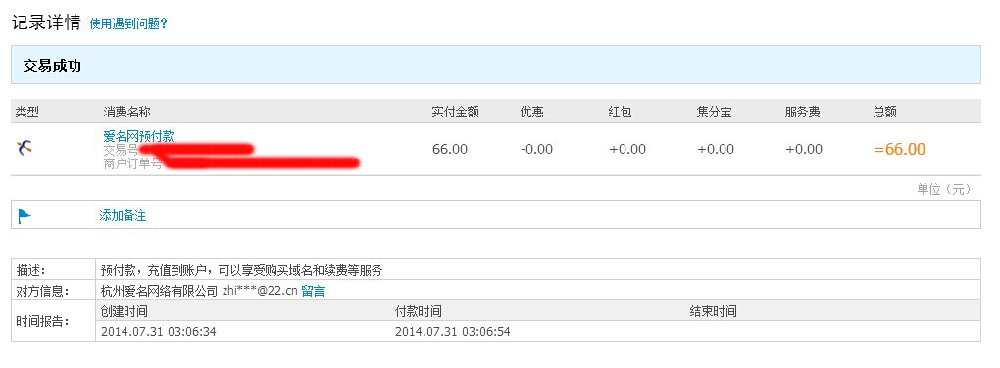 记录详情 使用遇到问题？
交易成功
类型 消费名称 实付金额 优惠 红包 集分宝 服务费 总额
爱名网预付款
交易号
商户订单号
66.00 -0.00 +0.00 +0.00 +0.00 =66.00
单位（元）
添加备注
描述： 预付款，充值到账户，可以享受购买域名和续费等服务
对方信息： 杭州爱名网络有限公司 zhi***@22.cn 留言
时间报告： 创建时间 付款时间 结束时间
2014.07.31 03:06:34 2014.07.31 03:06:54